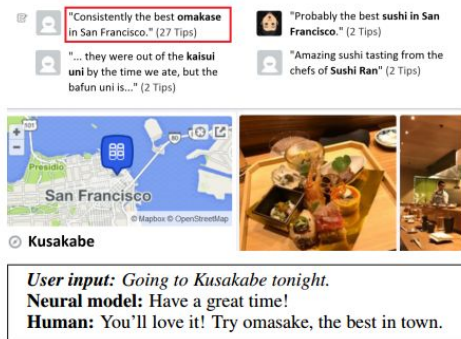 "Consistently the best omakase
in San Francisco." (27 Tips)
"... they were out of the kaisui
uni by the time we ate, but the
bafun uni is..." (2 Tips)
"Probably the best sushi in San
Francisco." (2 Tips)
"Amazing sushi tasting from the
chefs of Sushi Ran" (2 Tips)
+
-
101
80
Presidio
San Francisco
© Mapbox © OpenStreetMap
Kusakabe
User input: Going to Kusakabe tonight.
Neural model: Have a great time!
Human: You'll love it! Try omasake, the best in town.